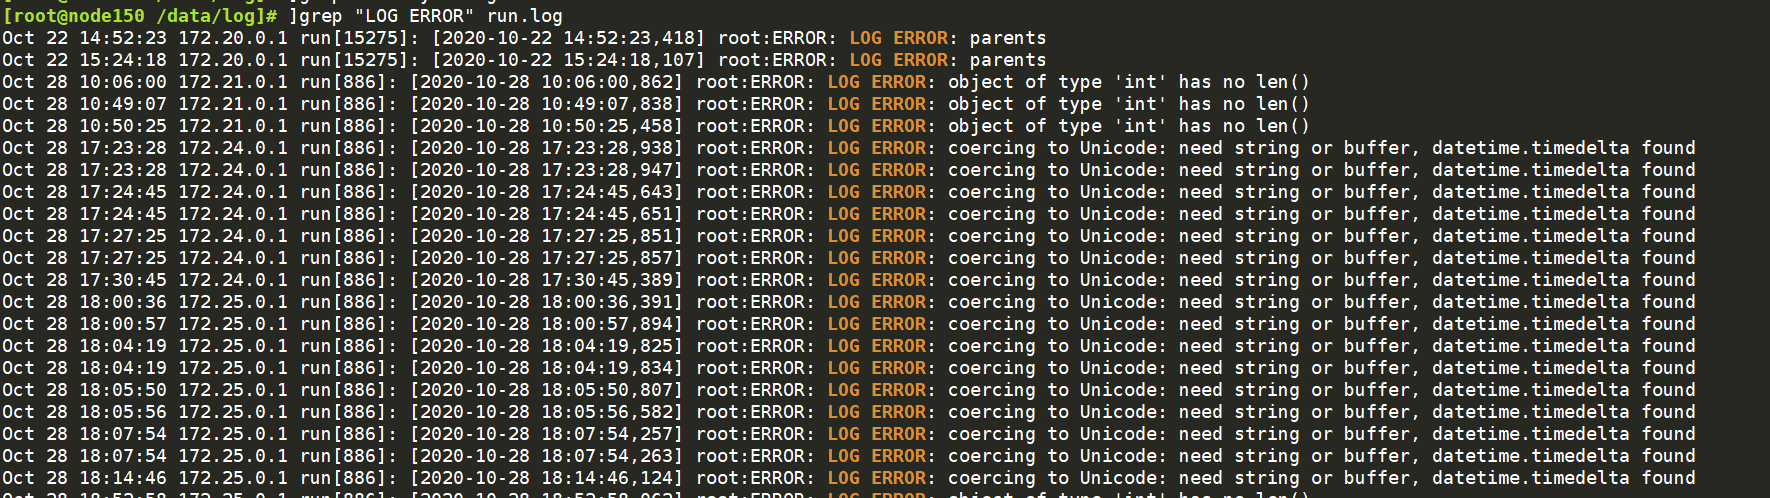 [root@node150 /data/log]# ]grep "LOG ERROR" run.log
Oct 22 14:52:23 172.20.0.1 run[15275]: [2020-10-22 14:52:23,418] root:ERROR: LOG ERROR: parents
Oct 22 15:24:18 172.20.0.1 run[15275]: [2020-10-22 15:24:18,107] root:ERROR: LOG ERROR: parents
Oct 28 10:06:00 172.21.0.1 run[886]: [2020-10-28 10:06:00,862] root:ERROR: LOG ERROR: object of type 'int' has no len()
Oct 28 10:49:07 172.21.0.1 run[886]: [2020-10-28 10:49:07,838] root:ERROR: LOG ERROR: object of type 'int' has no len()
Oct 28 10:50:25 172.21.0.1 run[886]: [2020-10-28 10:50:25,458] root:ERROR: LOG ERROR: object of type 'int' has no len()
Oct 28 17:23:28 172.24.0.1 run[886]: [2020-10-28 17:23:28,938] root:ERROR: LOG ERROR: coercing to Unicode: need string or buffer, datetime.timedelta found
Oct 28 17:23:28 172.24.0.1 run[886]: [2020-10-28 17:23:28,947] root:ERROR: LOG ERROR: coercing to Unicode: need string or buffer, datetime.timedelta found
Oct 28 17:24:45 172.24.0.1 run[886]: [2020-10-28 17:24:45,643] root:ERROR: LOG ERROR: coercing to Unicode: need string or buffer, datetime.timedelta found
Oct 28 17:24:45 172.24.0.1 run[886]: [2020-10-28 17:24:45,651] root:ERROR: LOG ERROR: coercing to Unicode: need string or buffer, datetime.timedelta found
Oct 28 17:27:25 172.24.0.1 run[886]: [2020-10-28 17:27:25,851] root:ERROR: LOG ERROR: coercing to Unicode: need string or buffer, datetime.timedelta found
Oct 28 17:27:25 172.24.0.1 run[886]: [2020-10-28 17:27:25,857] root:ERROR: LOG ERROR: coercing to Unicode: need string or buffer, datetime.timedelta found
Oct 28 17:30:45 172.24.0.1 run[886]: [2020-10-28 17:30:45,389] root:ERROR: LOG ERROR: coercing to Unicode: need string or buffer, datetime.timedelta found
Oct 28 18:00:36 172.25.0.1 run[886]: [2020-10-28 18:00:36,391] root:ERROR: LOG ERROR: coercing to Unicode: need string or buffer, datetime.timedelta found
Oct 28 18:00:57 172.25.0.1 run[886]: [2020-10-28 18:00:57,894] root:ERROR: LOG ERROR: coercing to Unicode: need string or buffer, datetime.timedelta found
Oct 28 18:04:19 172.25.0.1 run[886]: [2020-10-28 18:04:19,825] root:ERROR: LOG ERROR: coercing to Unicode: need string or buffer, datetime.timedelta found
Oct 28 18:04:19 172.25.0.1 run[886]: [2020-10-28 18:04:19,834] root:ERROR: LOG ERROR: coercing to Unicode: need string or buffer, datetime.timedelta found
Oct 28 18:05:50 172.25.0.1 run[886]: [2020-10-28 18:05:50,807] root:ERROR: LOG ERROR: coercing to Unicode: need string or buffer, datetime.timedelta found
Oct 28 18:05:56 172.25.0.1 run[886]: [2020-10-28 18:05:56,582] root:ERROR: LOG ERROR: coercing to Unicode: need string or buffer, datetime.timedelta found
Oct 28 18:07:54 172.25.0.1 run[886]: [2020-10-28 18:07:54,257] root:ERROR: LOG ERROR: coercing to Unicode: need string or buffer, datetime.timedelta found
Oct 28 18:07:54 172.25.0.1 run[886]: [2020-10-28 18:07:54,263] root:ERROR: LOG ERROR: coercing to Unicode: need string or buffer, datetime.timedelta found
Oct 28 18:14:46 172.25.0.1 run[886]: [2020-10-28 18:14:46,124] root:ERROR: LOG ERROR: coercing to Unicode: need string or buffer, datetime.timedelta found